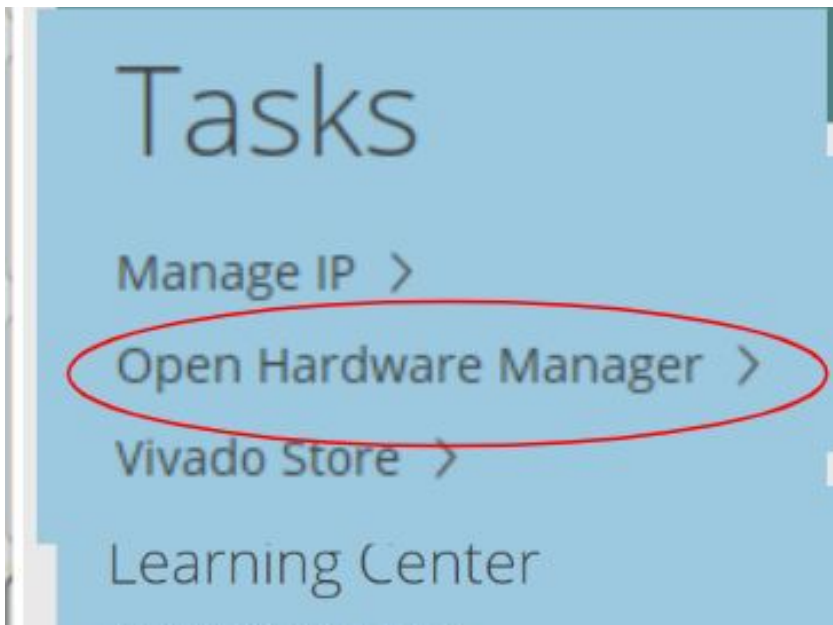 Tasks
Manage IP >
Open Hardware Manager >
Vivado Store >
Learning Center